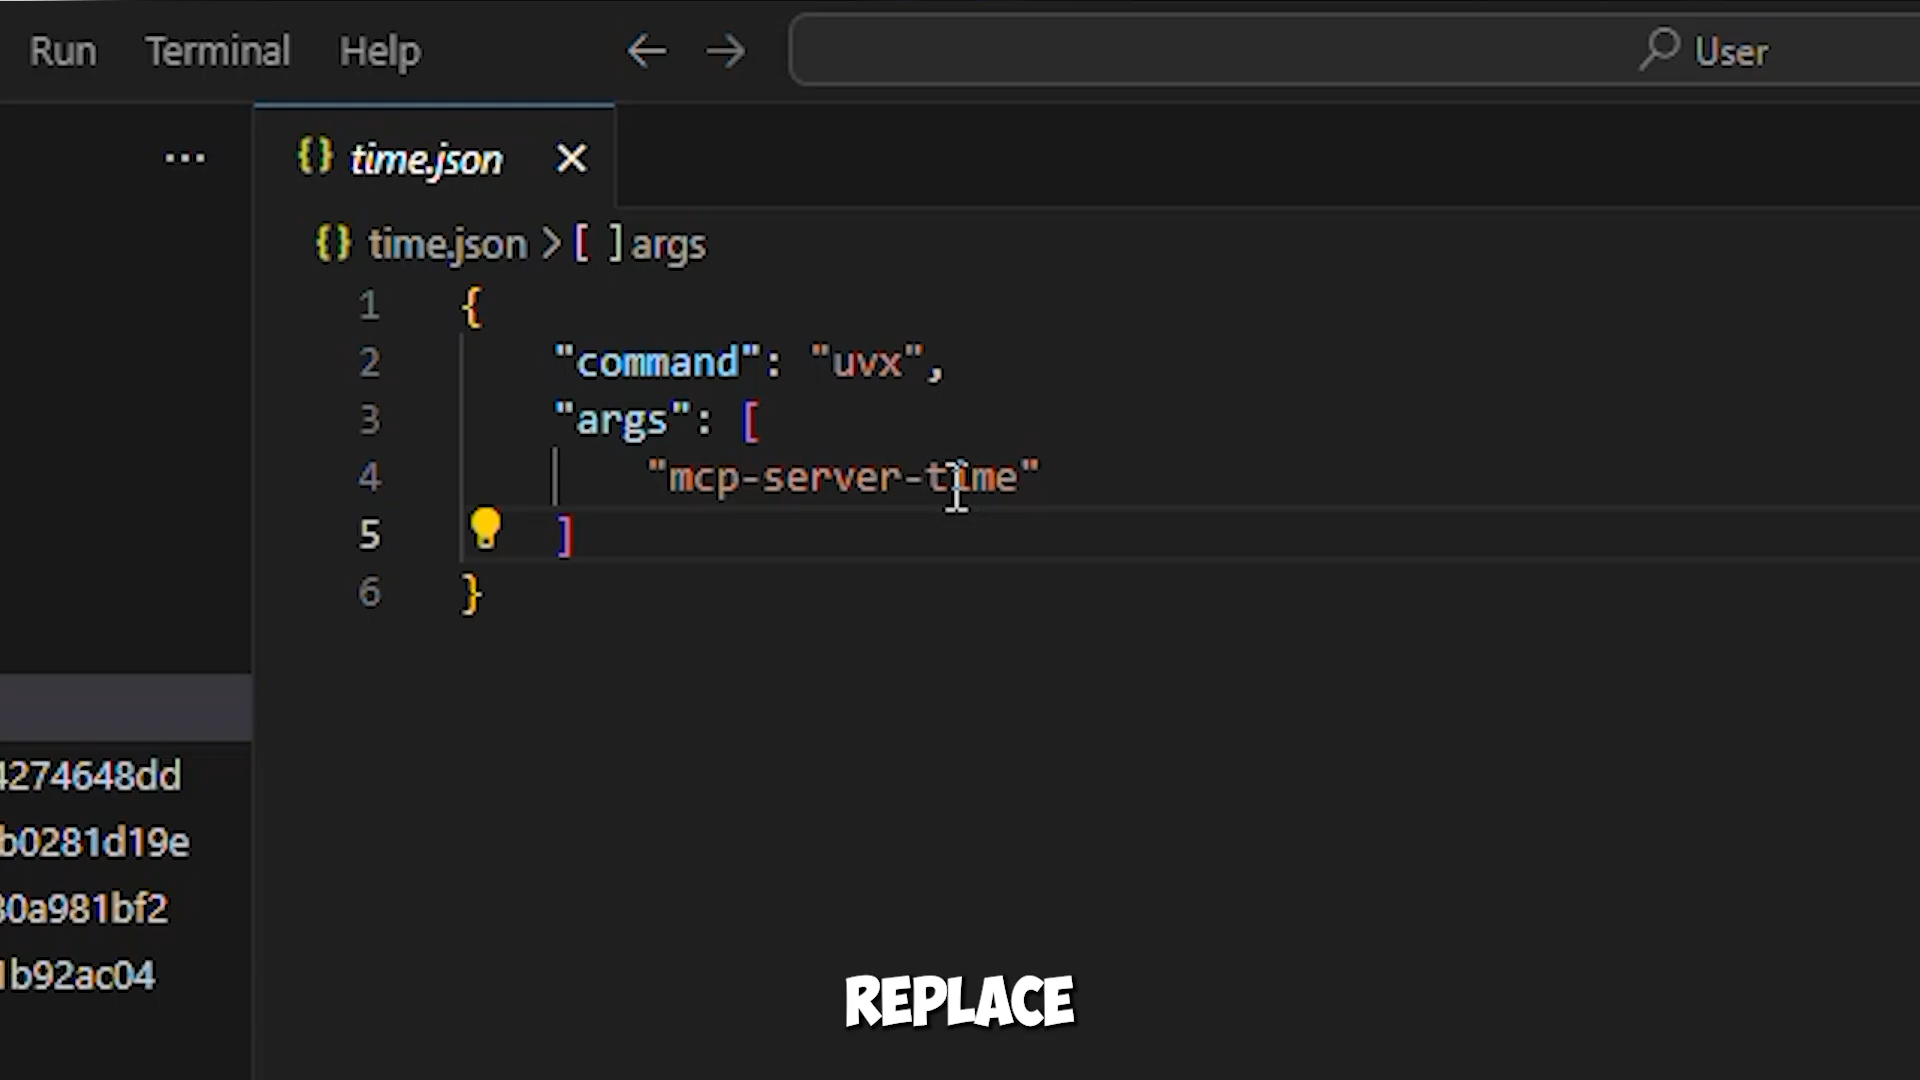 Run Terminal Help
User
{} time.json ×
{} time.json > [ ] args
1 {
2 "command": "uvx",
3 "args": [
4 "mcp-server-time"
5 ]
6 }
4274648dd
b0281d19e
30a981bf2
1b92ac04
REPLACE